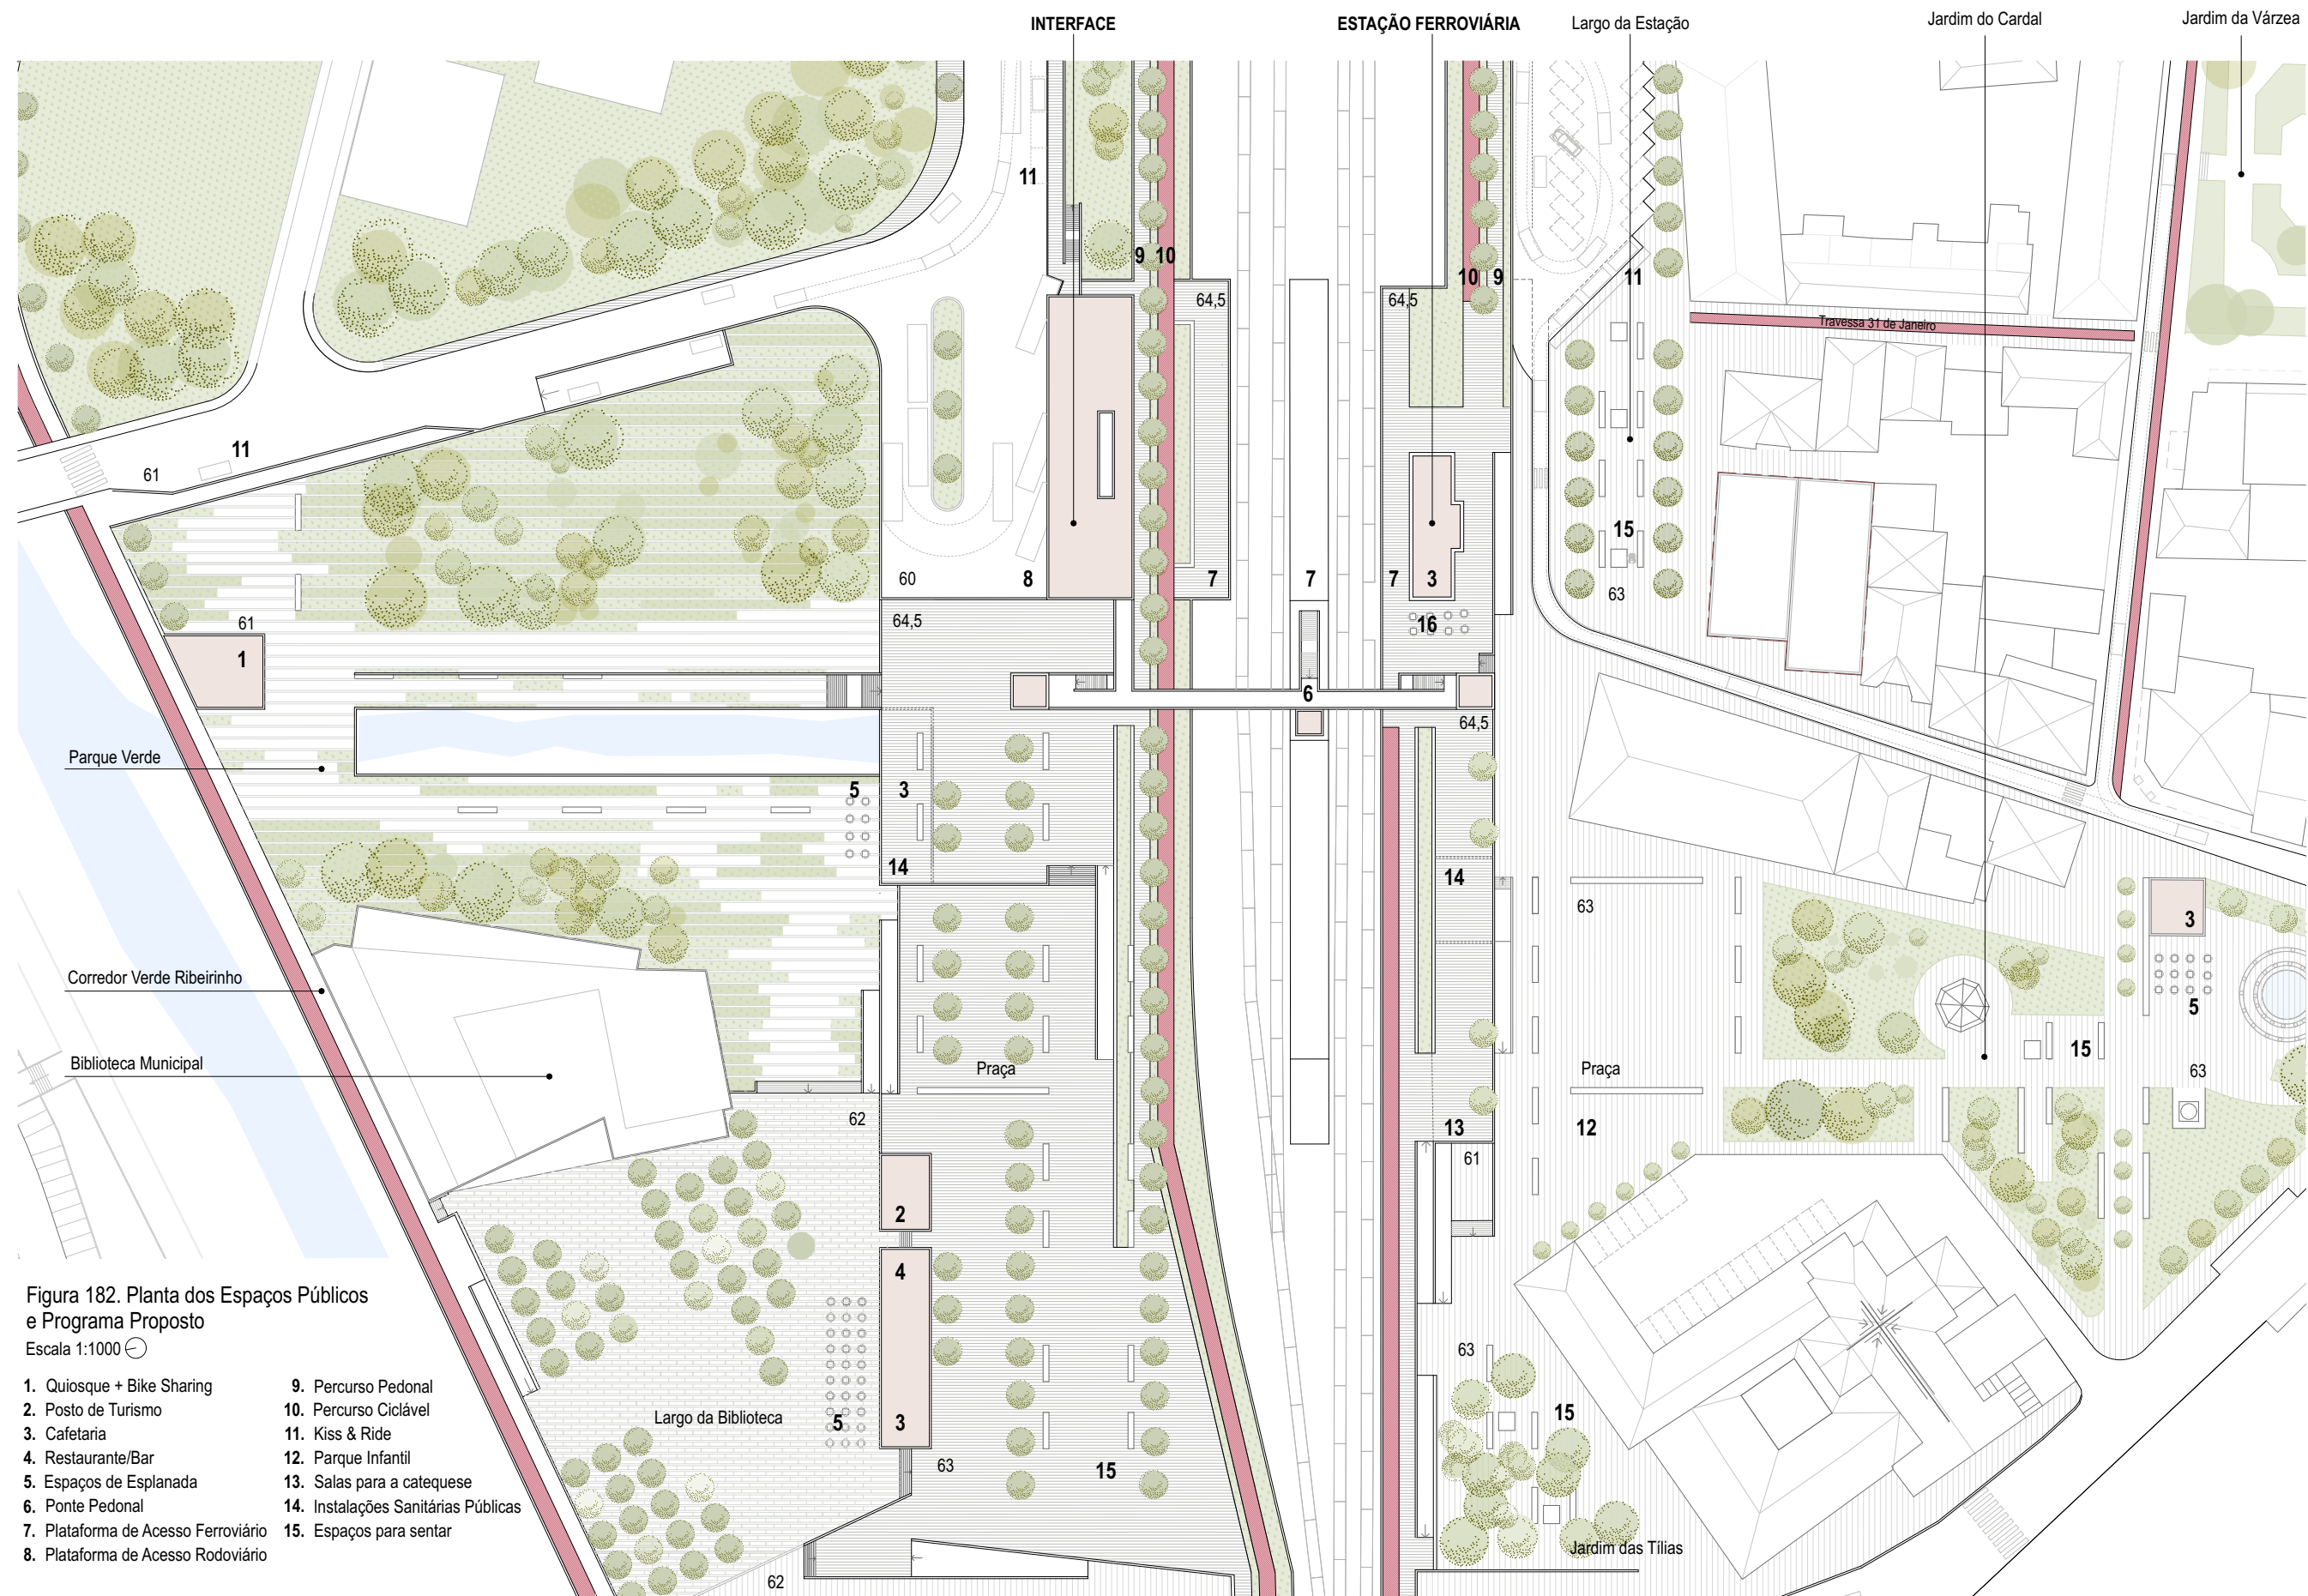 INTERFACE
ESTAÇÃO FERROVIÁRIA
Largo da Estação
Jardim do Cardal
Jardim da Várzea
11
9 10
10 9
11
64,5
64,5
Travessa 31 de Janeiro
11
61
15
60
8
7
7
7
3
63
61
64,5
16
1
6
64,5
Parque Verde
5
3
14
14
63
3
Corredor Verde Ribeirinho
5
15
Biblioteca Municipal
Praça
Praça
63
62
13
12
61
2
4
Figura 182. Planta dos Espaços Públicos
e Programa Proposto
Escala 1:1000
63
1. Quiosque + Bike Sharing
2. Posto de Turismo
3. Cafetaria
4. Restaurante/Bar
5. Espaços de Esplanada
6. Ponte Pedonal
7. Plataforma de Acesso Ferroviário
8. Plataforma de Acesso Rodoviário
9. Percurso Pedonal
10. Percurso Ciclável
11. Kiss & Ride
12. Parque Infantil
13. Salas para a catequese
14. Instalações Sanitárias Públicas
15. Espaços para sentar
Largo da Biblioteca
5
3
15
63
15
Jardim das Tílias
62